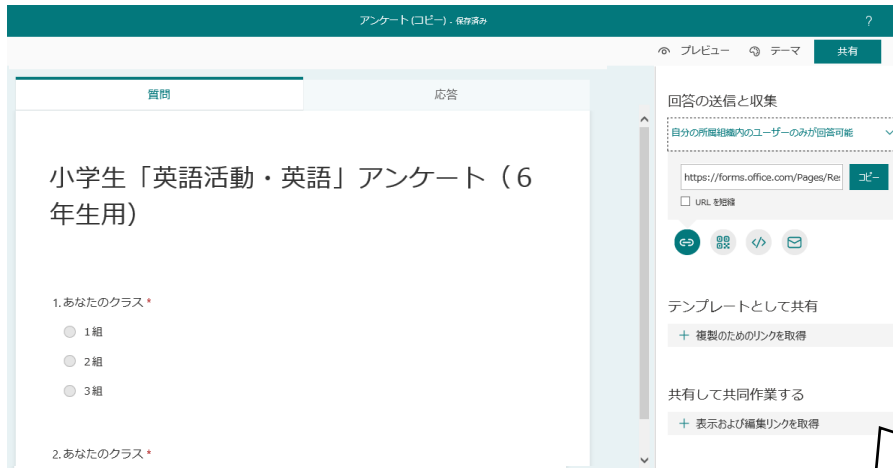 アンケート(コピー) - 保存済み
?
プレビュー テーマ 共有
質問 応答
小学生「英語活動・英語」アンケート（6
年生用）
1.あなたのクラス *
1組
2組
3組
2.あなたのクラス *
回答の送信と収集
自分の所属組織内のユーザーのみが回答可能
https://forms.office.com/Pages/Re: コピー
URL を短縮
テンプレートとして共有
+ 複製のためのリンクを取得
共有して共同作業する
+ 表示および編集リンクを取得